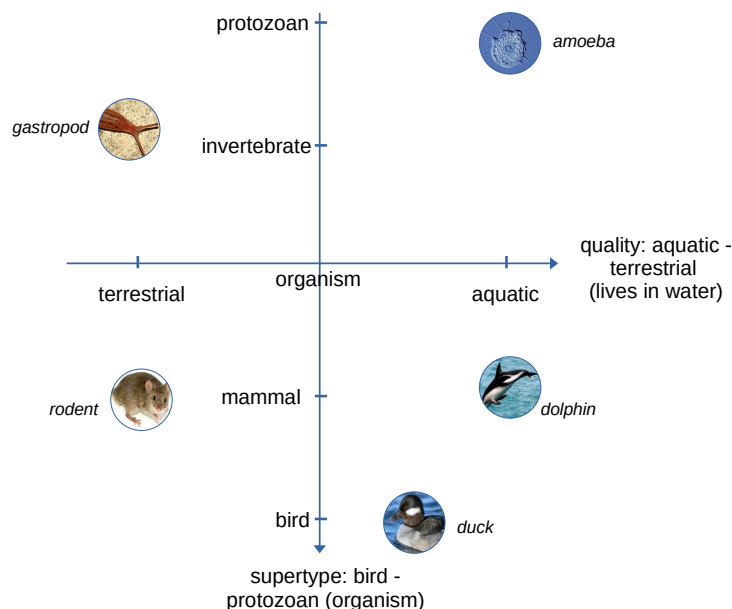 protozoan
amoeba
gastropod
invertebrate
quality: aquatic -
terrestrial
(lives in water)
organism
terrestrial
aquatic
mammal
rodent
dolphin
bird
duck
supertype: bird -
protozoan (organism)